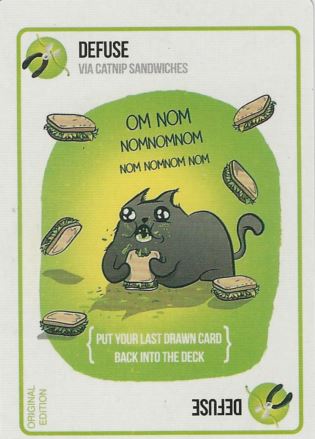 DEFUSE
VIA CATNIP SANDWICHES
OM NOM
NOMNOMNOM
NOM NOMNOM NOM
PUT YOUR LAST DRAWN CARD
BACK INTO THE DECK
ORIGINAL
EDITION
DEFUSE